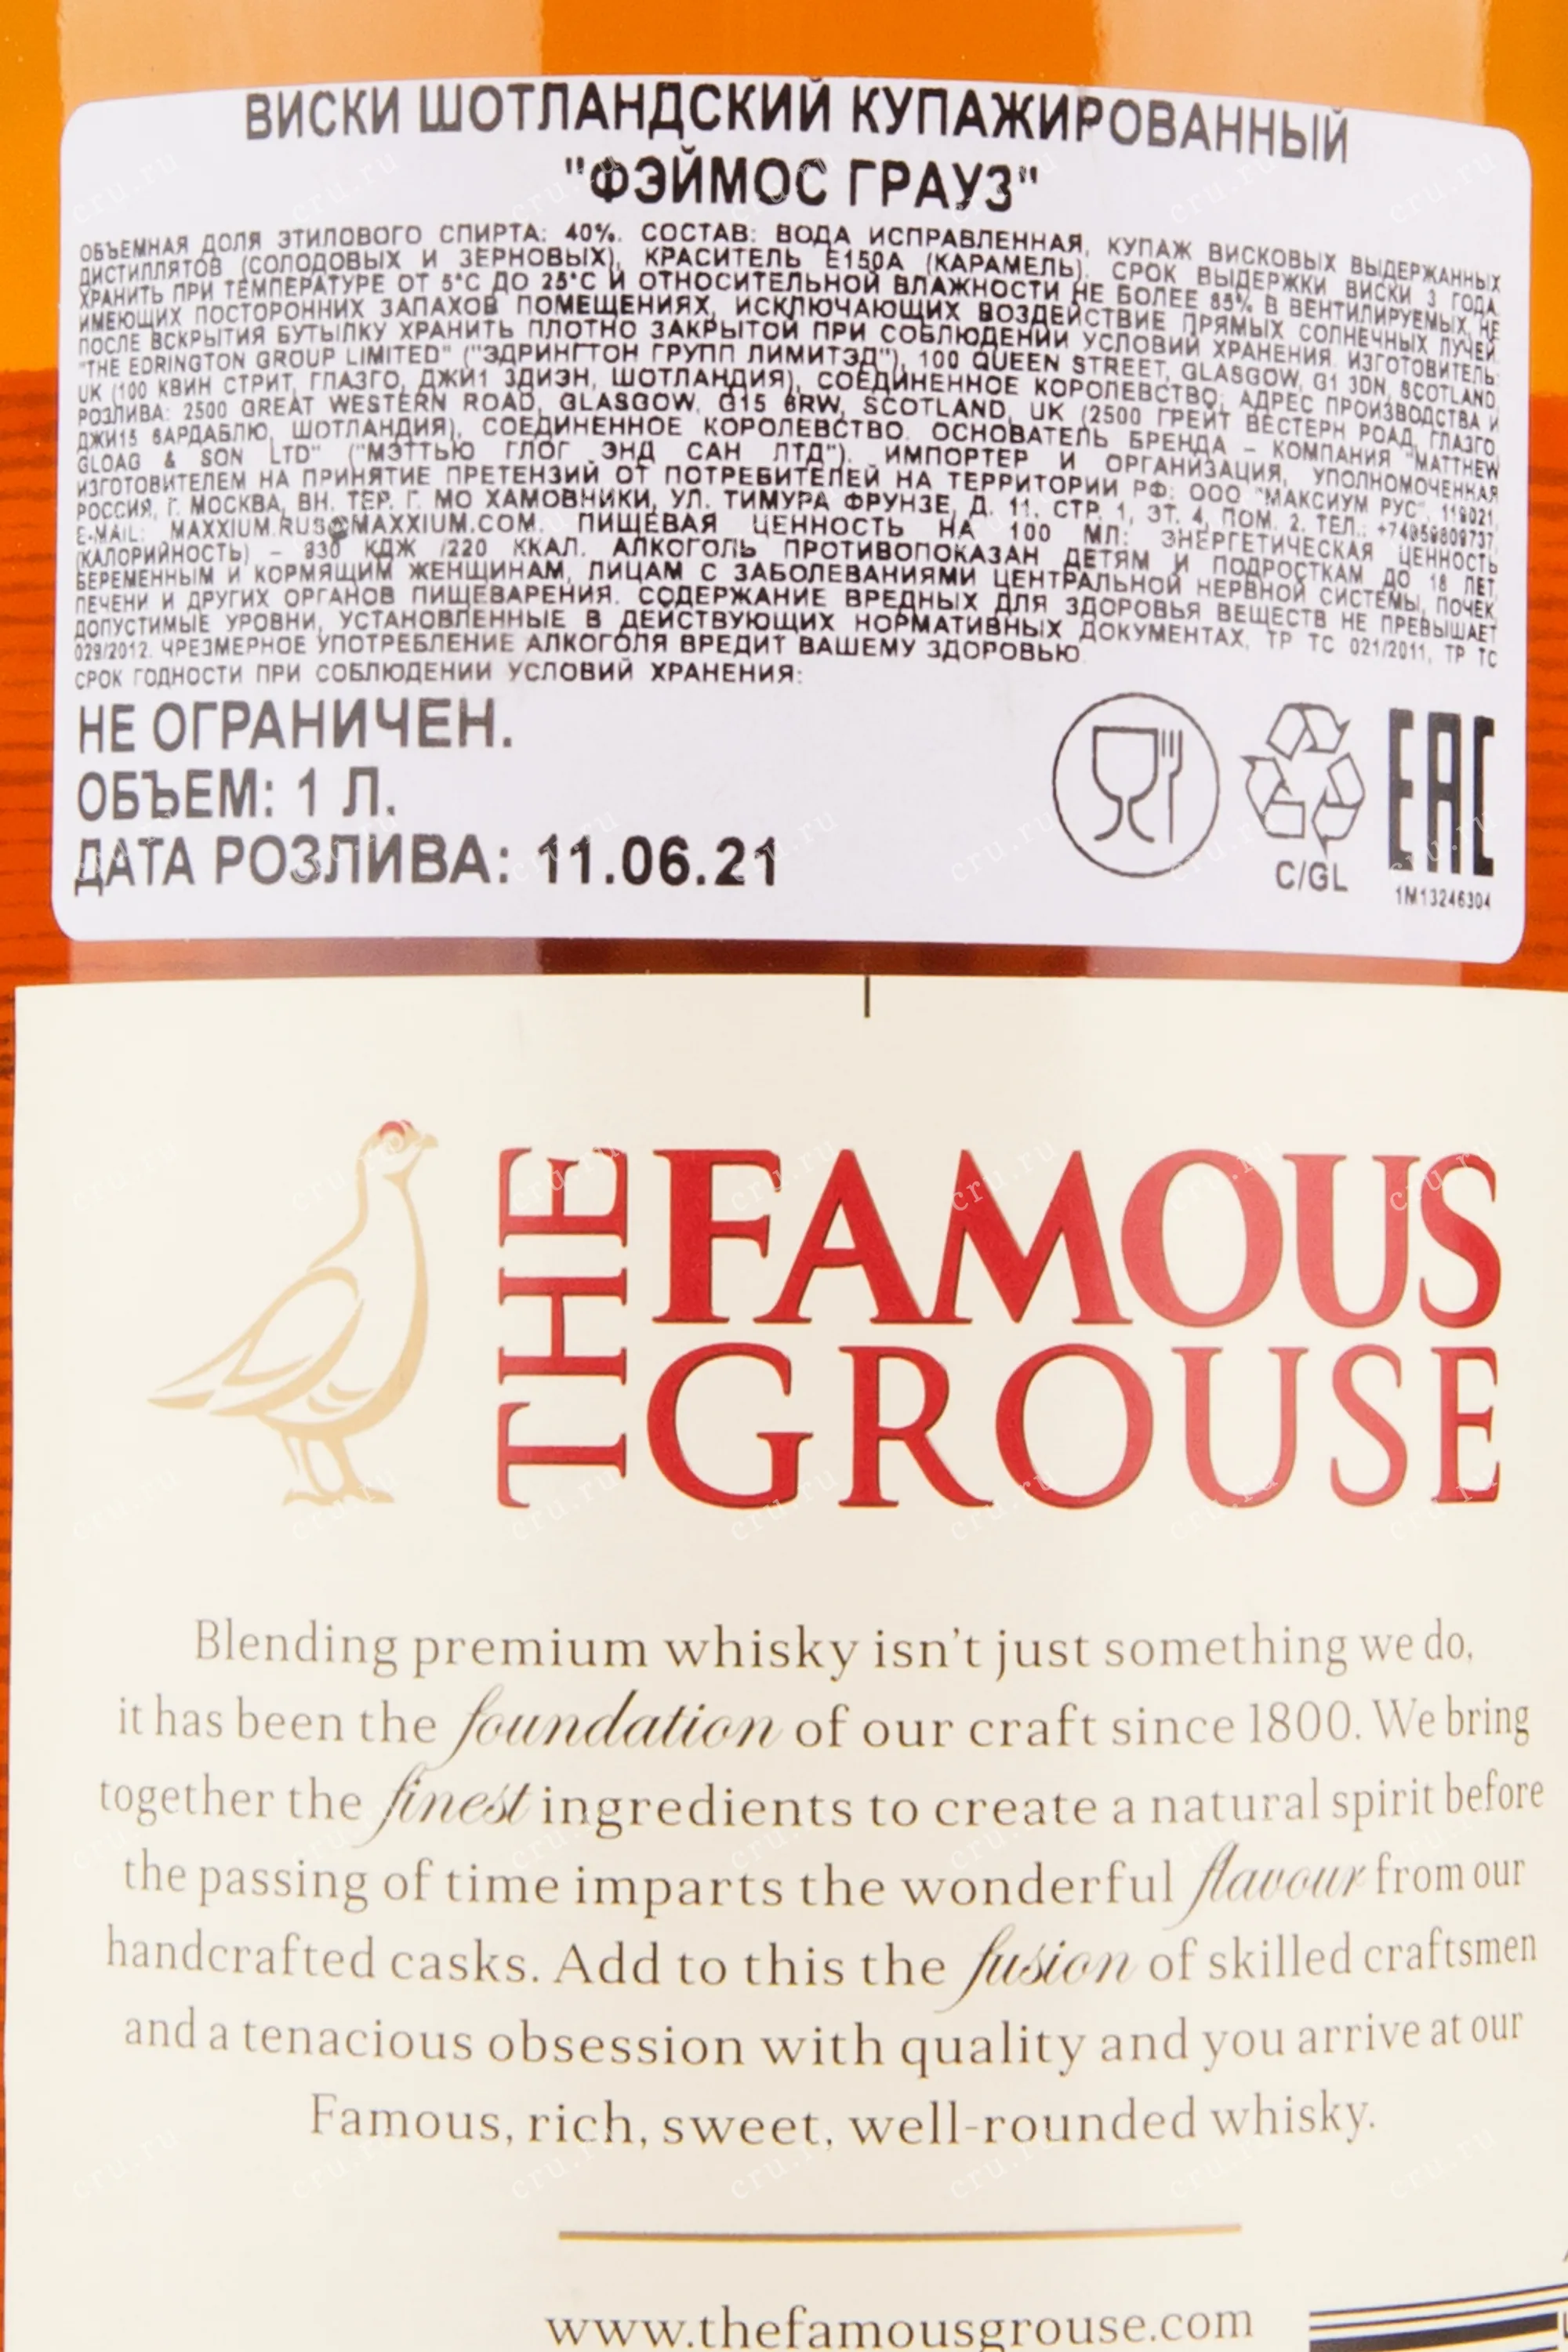 ВИСКИ ШОТЛАНДСКИЙ КУПАЖИРОВАННЫЙ
"ФЭЙМОС ГРАУЗ"
ОБЪЕМНАЯ ДОЛЯ ЭТИЛОВОГО СПИРТА: 40%. СОСТАВ: ВОДА ИСПРАВЛЕННАЯ, КУПАЖ ВИСКОВЫХ ВЫДЕРЖАННЫХ
ДИСТИЛЛЯТОВ (СОЛОДОВЫХ И ЗЕРНОВЫХ), КРАСИТЕЛЬ Е150А (КАРАМЕЛЬ). СРОК ВЫДЕРЖКИ ВИСКИ 3 ГОДА.
ХРАНИТЬ ПРИ ТЕМПЕРАТУРЕ ОТ 5°С ДО 25°С И ОТНОСИТЕЛЬНОЙ ВЛАЖНОСТИ НЕ БОЛЕЕ 85% В ВЕНТИЛИРУЕМЫХ, НЕ
ИМЕЮЩИХ ПОСТОРОННИХ ЗАПАХОВ ПОМЕЩЕНИЯХ, ИСКЛЮЧАЮЩИХ ВОЗДЕЙСТВИЕ ПРЯМЫХ СОЛНЕЧНЫХ ЛУЧЕЙ.
ПОСЛЕ ВСКРЫТИЯ БУТЫЛКУ ХРАНИТЬ ПЛОТНО ЗАКРЫТОЙ ПРИ СОБЛЮДЕНИИ УСЛОВИЙ ХРАНЕНИЯ. ИЗГОТОВИТЕЛЬ:
"THE EDRINGTON GROUP LIMITED" ("ЭДРИНГТОН ГРУПП ЛИМИТЭД"), 100 QUEEN STREET, GLASGOW, G1 3DN, SCOTLAND,
UK (100 КВИН СТРИТ, ГЛАЗГО, ДЖИ1 3ДИЭН, ШОТЛАНДИЯ), СОЕДИНЕННОЕ КОРОЛЕВСТВО; АДРЕС ПРОИЗВОДСТВА И
РОЗЛИВА: 2500 GREAT WESTERN ROAD, GLASGOW, G15 6RW, SCOTLAND, UK (2500 ГРЕЙТ ВЕСТЕРН РОАД, ГЛАЗГО,
ДЖИ15 6АРДАБЛЮ, ШОТЛАНДИЯ), СОЕДИНЕННОЕ КОРОЛЕВСТВО. ОСНОВАТЕЛЬ БРЕНДА – КОМПАНИЯ "MATTHEW
GLOAG & SON LTD" ("МЭТТЬЮ ГЛОГ ЭНД САН ЛТД"). ИМПОРТЕР И ОРГАНИЗАЦИЯ, УПОЛНОМОЧЕННАЯ
ИЗГОТОВИТЕЛЕМ НА ПРИНЯТИЕ ПРЕТЕНЗИЙ ОТ ПОТРЕБИТЕЛЕЙ НА ТЕРРИТОРИИ РФ: ООО "МАКСИУМ РУС", 119021,
РОССИЯ, Г. МОСКВА, ВН. ТЕР. Г. МО ХАМОВНИКИ, УЛ. ТИМУРА ФРУНЗЕ, Д. 11, СТР. 1, ЭТ. 4, ПОМ. 2. ТЕЛ.:
E-MAIL: MAXXIUM.RUS@MAXXIUM.COM. ПИЩЕВАЯ ЦЕННОСТЬ НА 100 МЛ: ЭНЕРГЕТИЧЕСКАЯ ЦЕННОСТЬ
(КАЛОРИЙНОСТЬ) – 930 КДЖ /220 ККАЛ. АЛКОГОЛЬ ПРОТИВОПОКАЗАН ДЕТЯМ И ПОДРОСТКАМ ДО 18 ЛЕТ,
БЕРЕМЕННЫМ И КОРМЯЩИМ ЖЕНЩИНАМ, ЛИЦАМ С ЗАБОЛЕВАНИЯМИ ЦЕНТРАЛЬНОЙ НЕРВНОЙ СИСТЕМЫ, ПОЧЕК,
ПЕЧЕНИ И ДРУГИХ ОРГАНОВ ПИЩЕВАРЕНИЯ. СОДЕРЖАНИЕ ВРЕДНЫХ ДЛЯ ЗДОРОВЬЯ ВЕЩЕСТВ НЕ ПРЕВЫШАЕТ
ДОПУСТИМЫЕ УРОВНИ, УСТАНОВЛЕННЫЕ В ДЕЙСТВУЮЩИХ НОРМАТИВНЫХ ДОКУМЕНТАХ, ТР ТС 021/2011, ТР ТС
029/2012. ЧРЕЗМЕРНОЕ УПОТРЕБЛЕНИЕ АЛКОГОЛЯ ВРЕДИТ ВАШЕМУ ЗДОРОВЬЮ
СРОК ГОДНОСТИ ПРИ СОБЛЮДЕНИИ УСЛОВИЙ ХРАНЕНИЯ:
НЕ ОГРАНИЧЕН.
ОБЪЕМ: 1 Л.
ДАТА РОЗЛИВА: 11.06.21
C/GL
EAC
1M13246304
THE FAMOUS
GROUSE
Blending premium whisky isn't just something we do,
it has been the foundation of our craft since 1800. We bring
together the finest ingredients to create a natural spirit before
the passing of time imparts the wonderful flavour from our
handcrafted casks. Add to this the fusion of skilled craftsmen
and a tenacious obsession with quality and you arrive at our
Famous, rich, sweet, well-rounded whisky.
www.thefamousgrouse.com
cru.ru